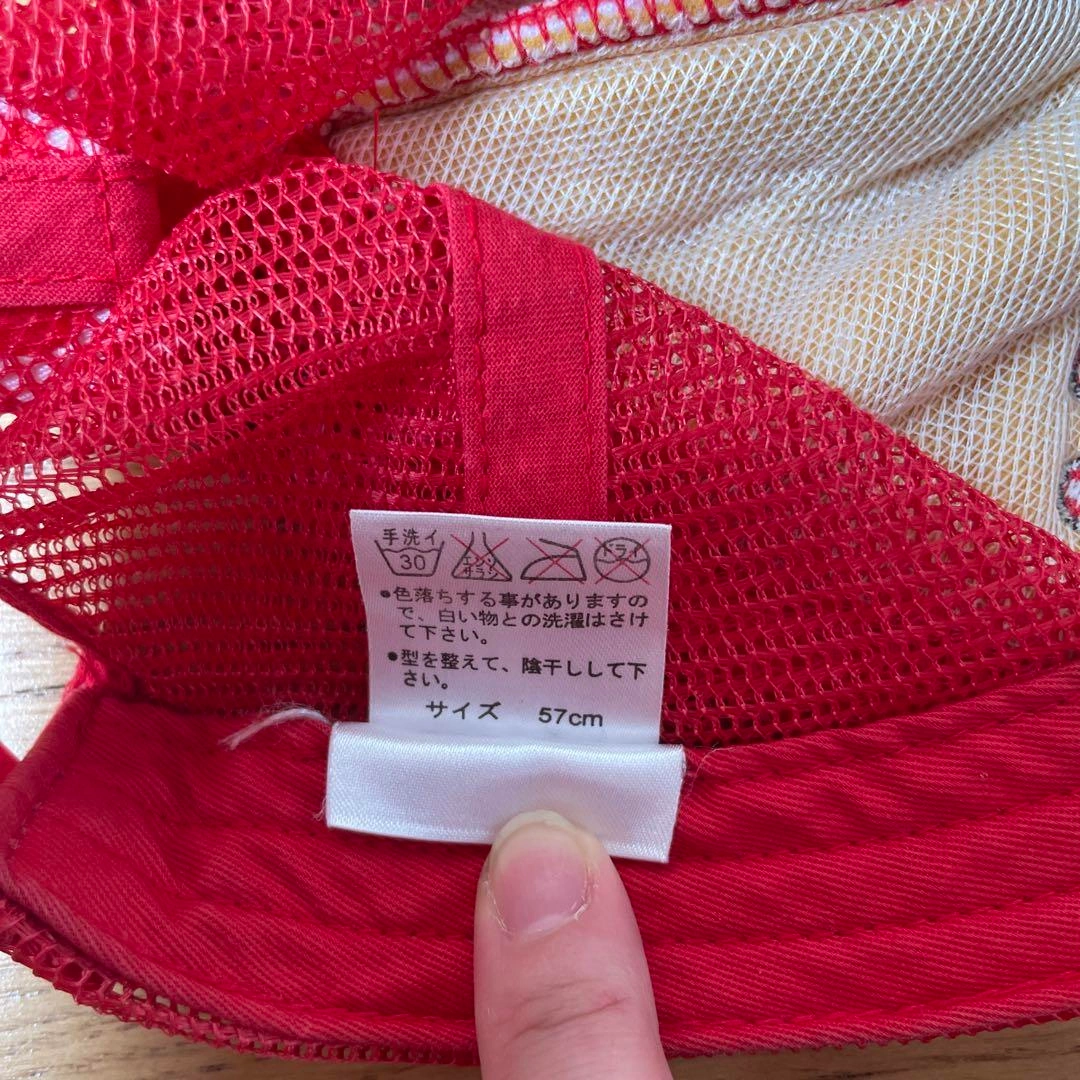 手洗イ
30
エンソ
サラシ
ドライ
●色落ちする事がありますの
で、白い物との洗濯はさけ
て下さい。
●型を整えて、陰干しして下
さい。
サイズ 57cm